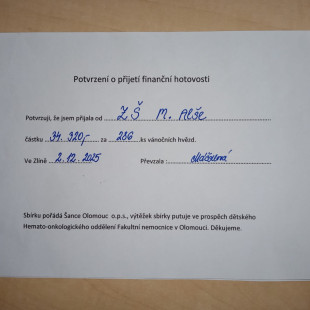 Potvrzení o přijetí finanční hotovosti
Potvrzuji, že jsem přijala od ZŠ M. Alše
částku 34.320,- za 286 ks vánočních hvězd.
Ve Zlíně 2.12.2025 Převzala :
Sbírku pořádá Šance Olomouc o.p.s., výtěžek sbírky putuje ve prospěch dětského
Hemato-onkologického oddělení Fakultní nemocnice v Olomouci. Děkujeme.